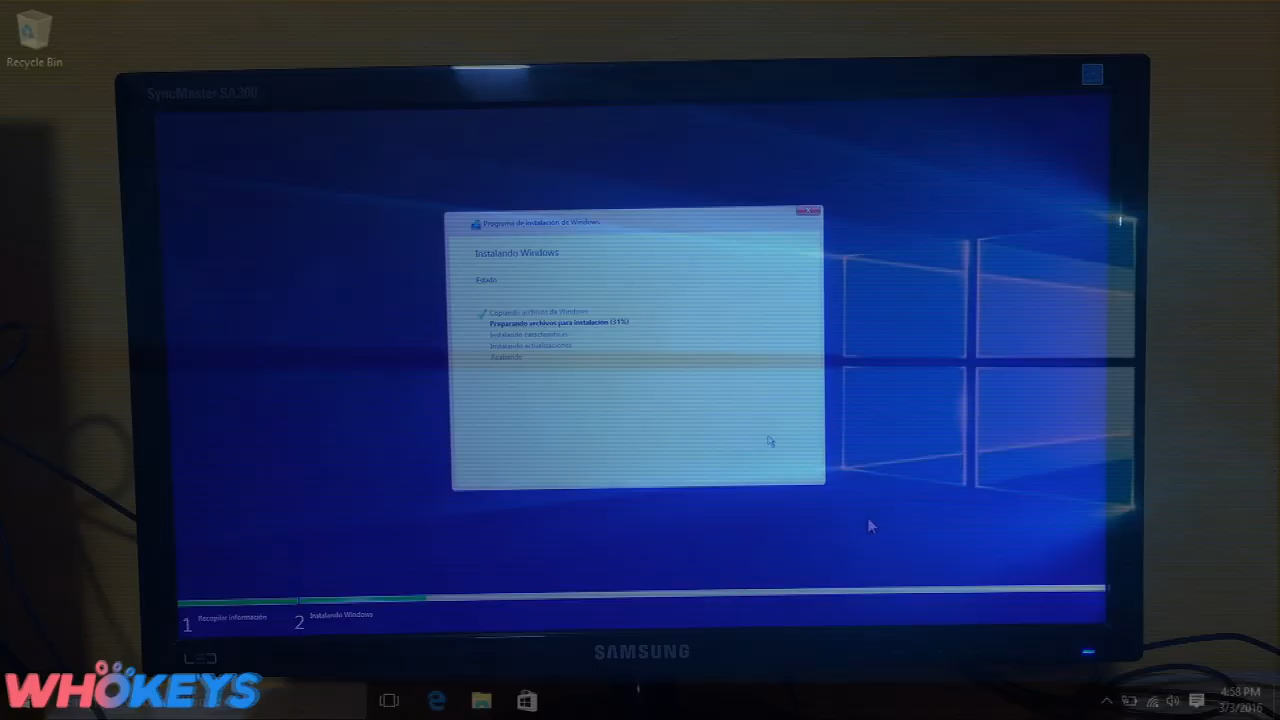 Recycle Bin
SyncMaster SA300
Programa de instalación de Windows
Instalando Windows
Estado
Copiando archivos de Windows
Preparando archivos para instalación (31%)
Instalando características
Instalando actualizaciones
Acabando
1 Recopilar información
2 Instalando Windows
SAMSUNG
WHOKEYS
4:58 PM
3/3/2016